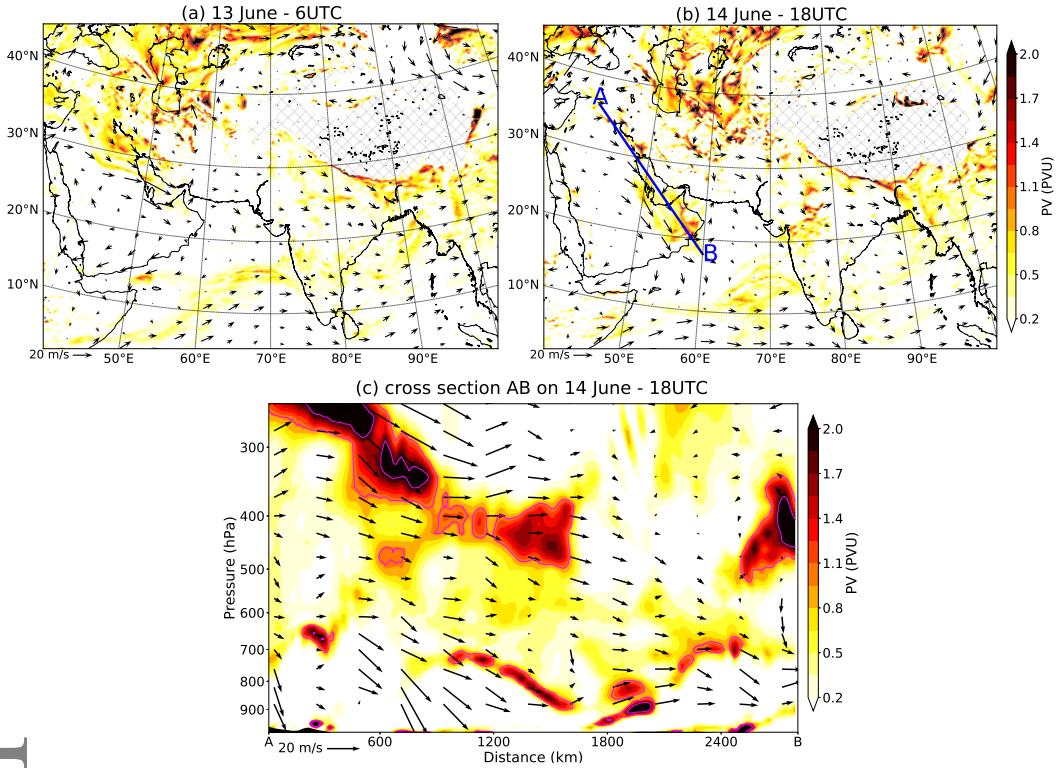 (a) 13 June - 6UTC
(b) 14 June - 18UTC
40°N
30°N
20°N
10°N
20 m/s
50°E
60°E
70°E
80°E
90°E
40°N
30°N
20°N
10°N
A
B
20 m/s
50°E
60°E
70°E
80°E
90°E
2.0
1.7
1.4
1.1
0.8
0.5
0.2
PV (PVU)
(c) cross section AB on 14 June - 18UTC
300
400
500
600
700
800
900
Pressure (hPa)
A
600
1200
1800
2400
B
20 m/s
Distance (km)
2.0
1.7
1.4
1.1
0.8
0.5
0.2
PV (PVU)